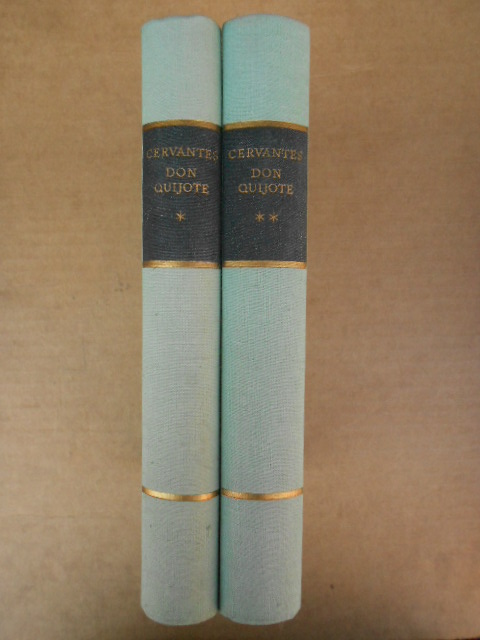 CERVANTES
DON
QUIJOTE
*
CERVANTES
DON
QUIJOTE
**